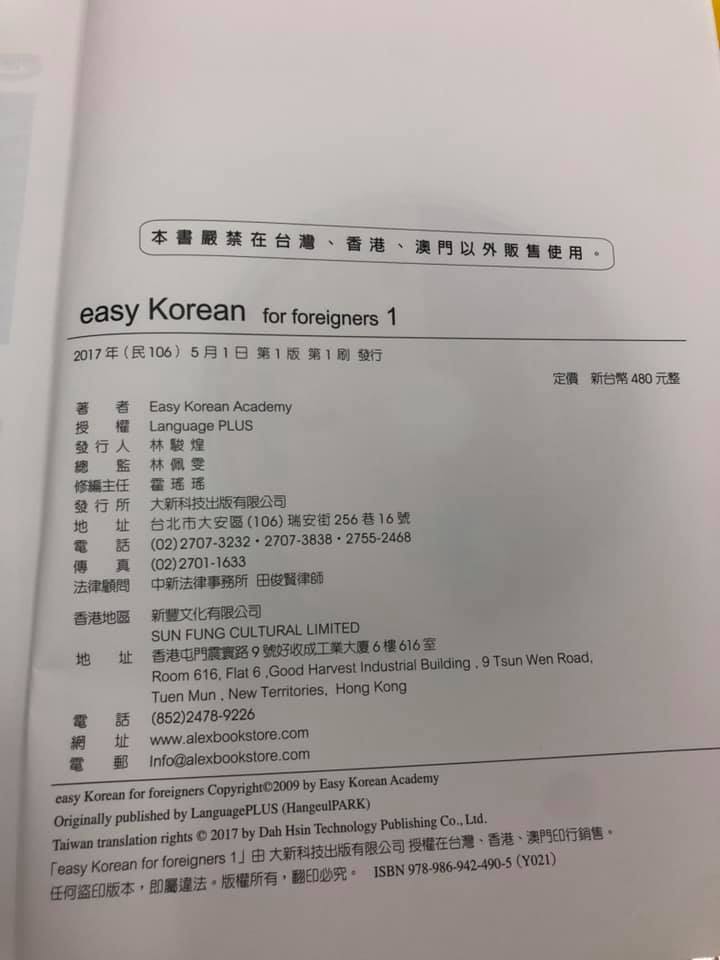 本書嚴禁在台灣、香港、澳門以外販售使用。
easy Korean for foreigners 1
2017年(民106) 5月1日 第1版 第1刷 發行
定價 新台幣480元整
著者 Easy Korean Academy
授權 Language PLUS
發行人 林駿煌
總監 林佩雯
修編主任 霍瑤瑤
發行所 大新科技出版有限公司
地址 台北市大安區(106)瑞安街256巷16號
電話 (02)2707-3232・2707-3838・2755-2468
傳真 (02)2701-1633
法律顧問 中新法律事務所 田俊賢律師
香港地區 新豐文化有限公司
SUN FUNG CULTURAL LIMITED
地址 香港屯門震寰路9號好收成工業大廈6樓616室
Room 616, Flat 6 ,Good Harvest Industrial Building , 9 Tsun Wen Road,
Tuen Mun , New Territories, Hong Kong
電話 (852)2478-9226
網址 www.alexbookstore.com
電郵 Info@alexbookstore.com
easy Korean for foreigners Copyright©2009 by Easy Korean Academy
Originally published by LanguagePLUS (HangeulPARK)
Taiwan translation rights © 2017 by Dah Hsin Technology Publishing Co., Ltd.
「easy Korean for foreigners 1」由 大新科技出版有限公司 授權在台灣、香港、澳門印行銷售。
任何盜印版本，即屬違法。版權所有，翻印必究。 ISBN 978-986-942-490-5 (Y021)